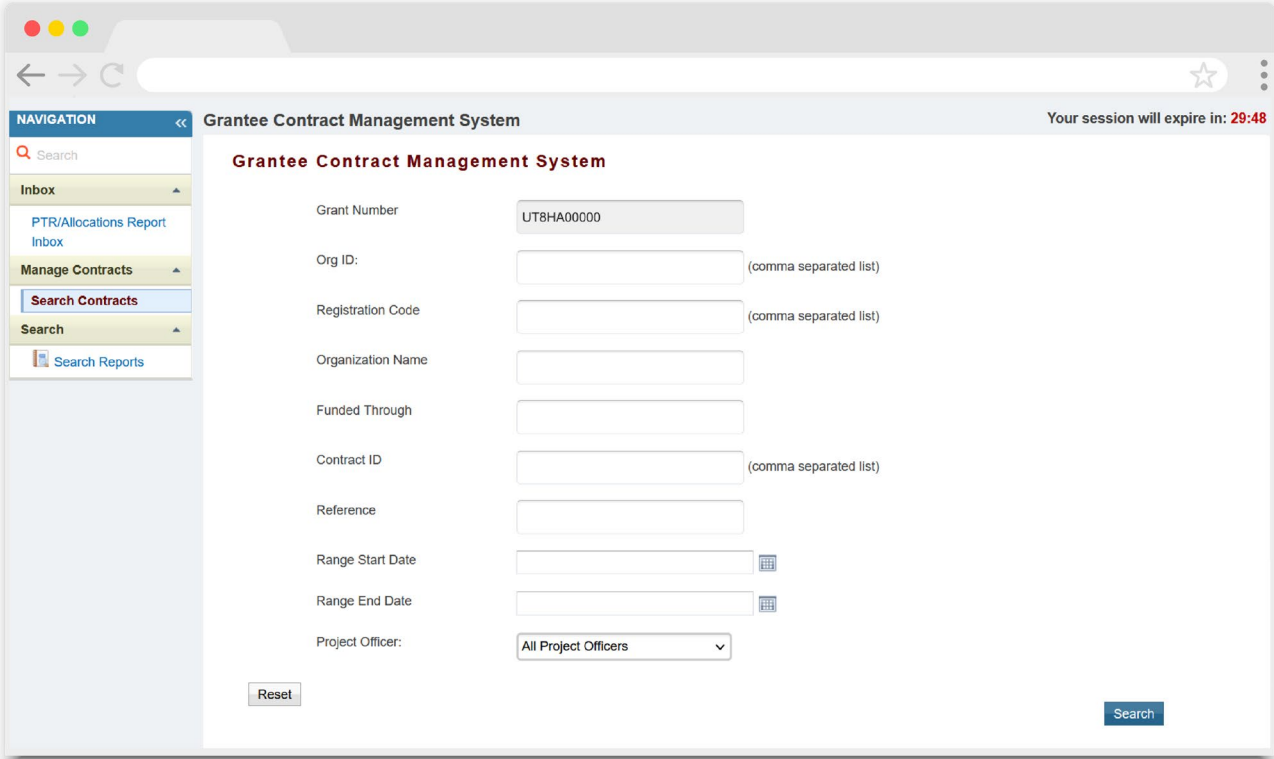 NAVIGATION
Search
Inbox
PTR/Allocations Report
Inbox
Manage Contracts
Search Contracts
Search
Search Reports
Grantee Contract Management System
Your session will expire in: 29:48
Grantee Contract Management System
Grant Number
UT8HA00000
Org ID:
(comma separated list)
Registration Code
(comma separated list)
Organization Name
Funded Through
Contract ID
(comma separated list)
Reference
Range Start Date
Range End Date
Project Officer:
All Project Officers
Reset
Search